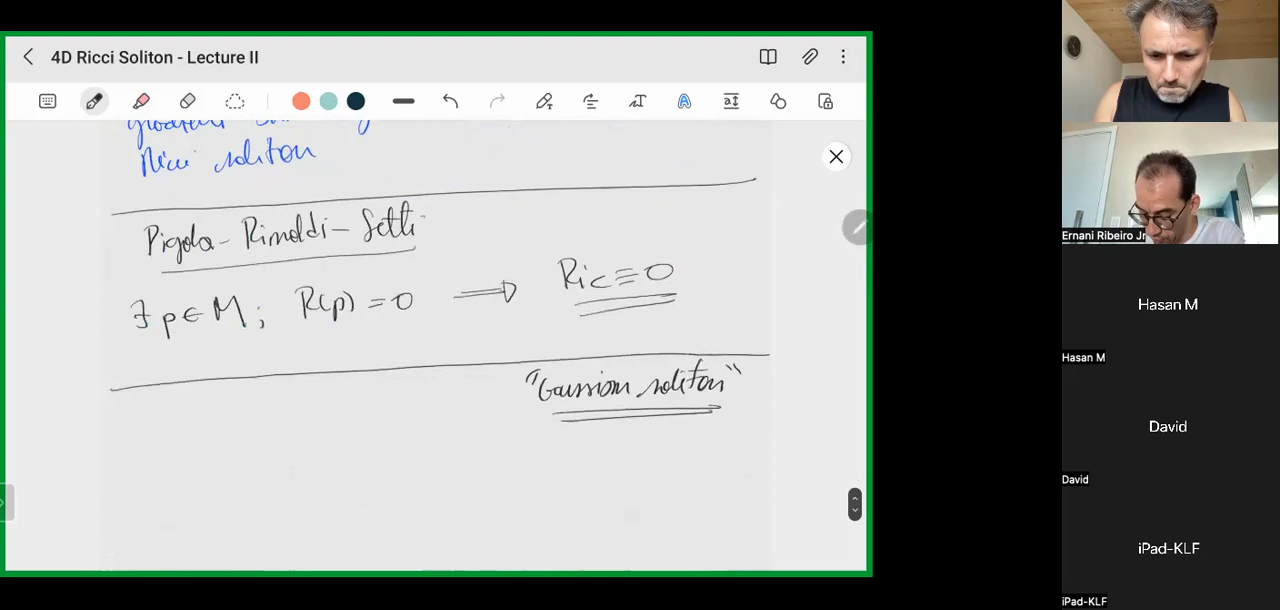 4D Ricci Soliton - Lecture II
Ricci soliton
Pigola - Rimoldi - Setti
∃ p ∈ M; R(p) = 0 ⟹ Ric ≡ 0
"Gaussian soliton"
Ernani Ribeiro Jr
Hasan M
Hasan M
David
David
iPad-KLF
iPad-KLF